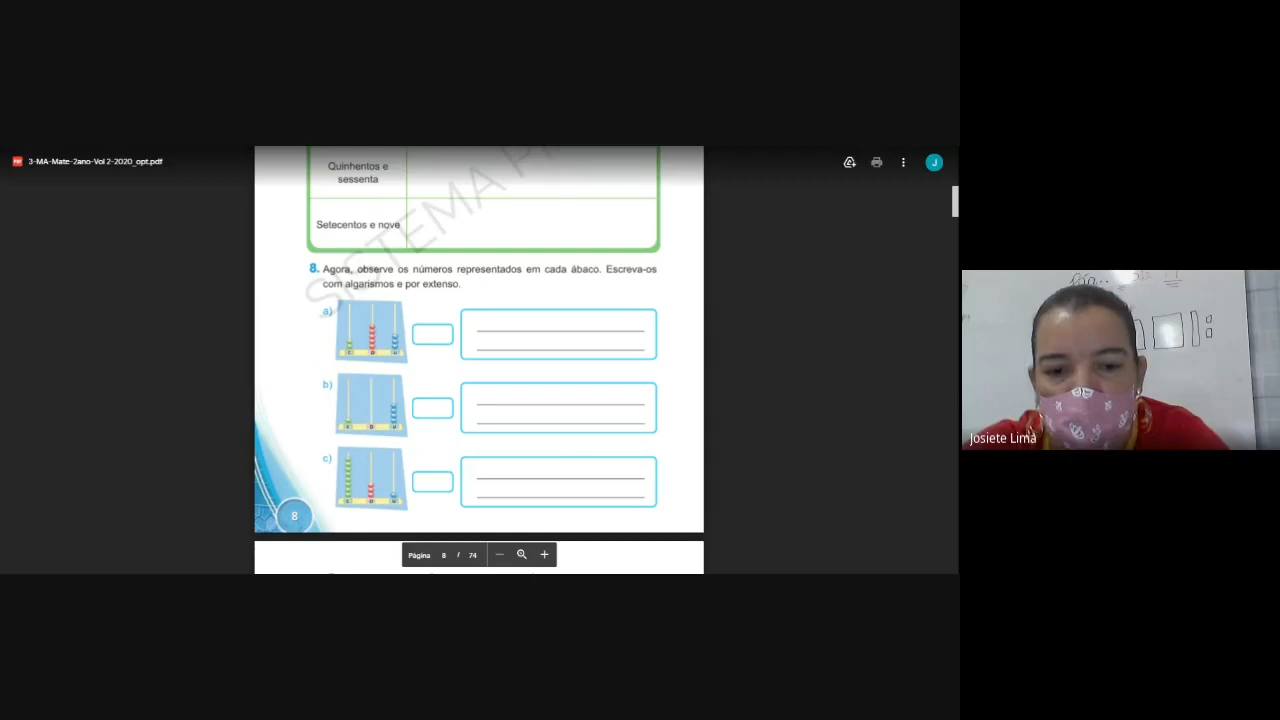 3-MA-Mate-2ano-Vol 2-2020_opt.pdf
J
Quinhentos e
sessenta
Setecentos e nove
SISTEMA
8. Agora, observe os números representados em cada ábaco. Escreva-os
com algarismos e por extenso.
a)
C D U
b)
C D U
c)
C D U
8
Página 8 / 74
Josiete Lima